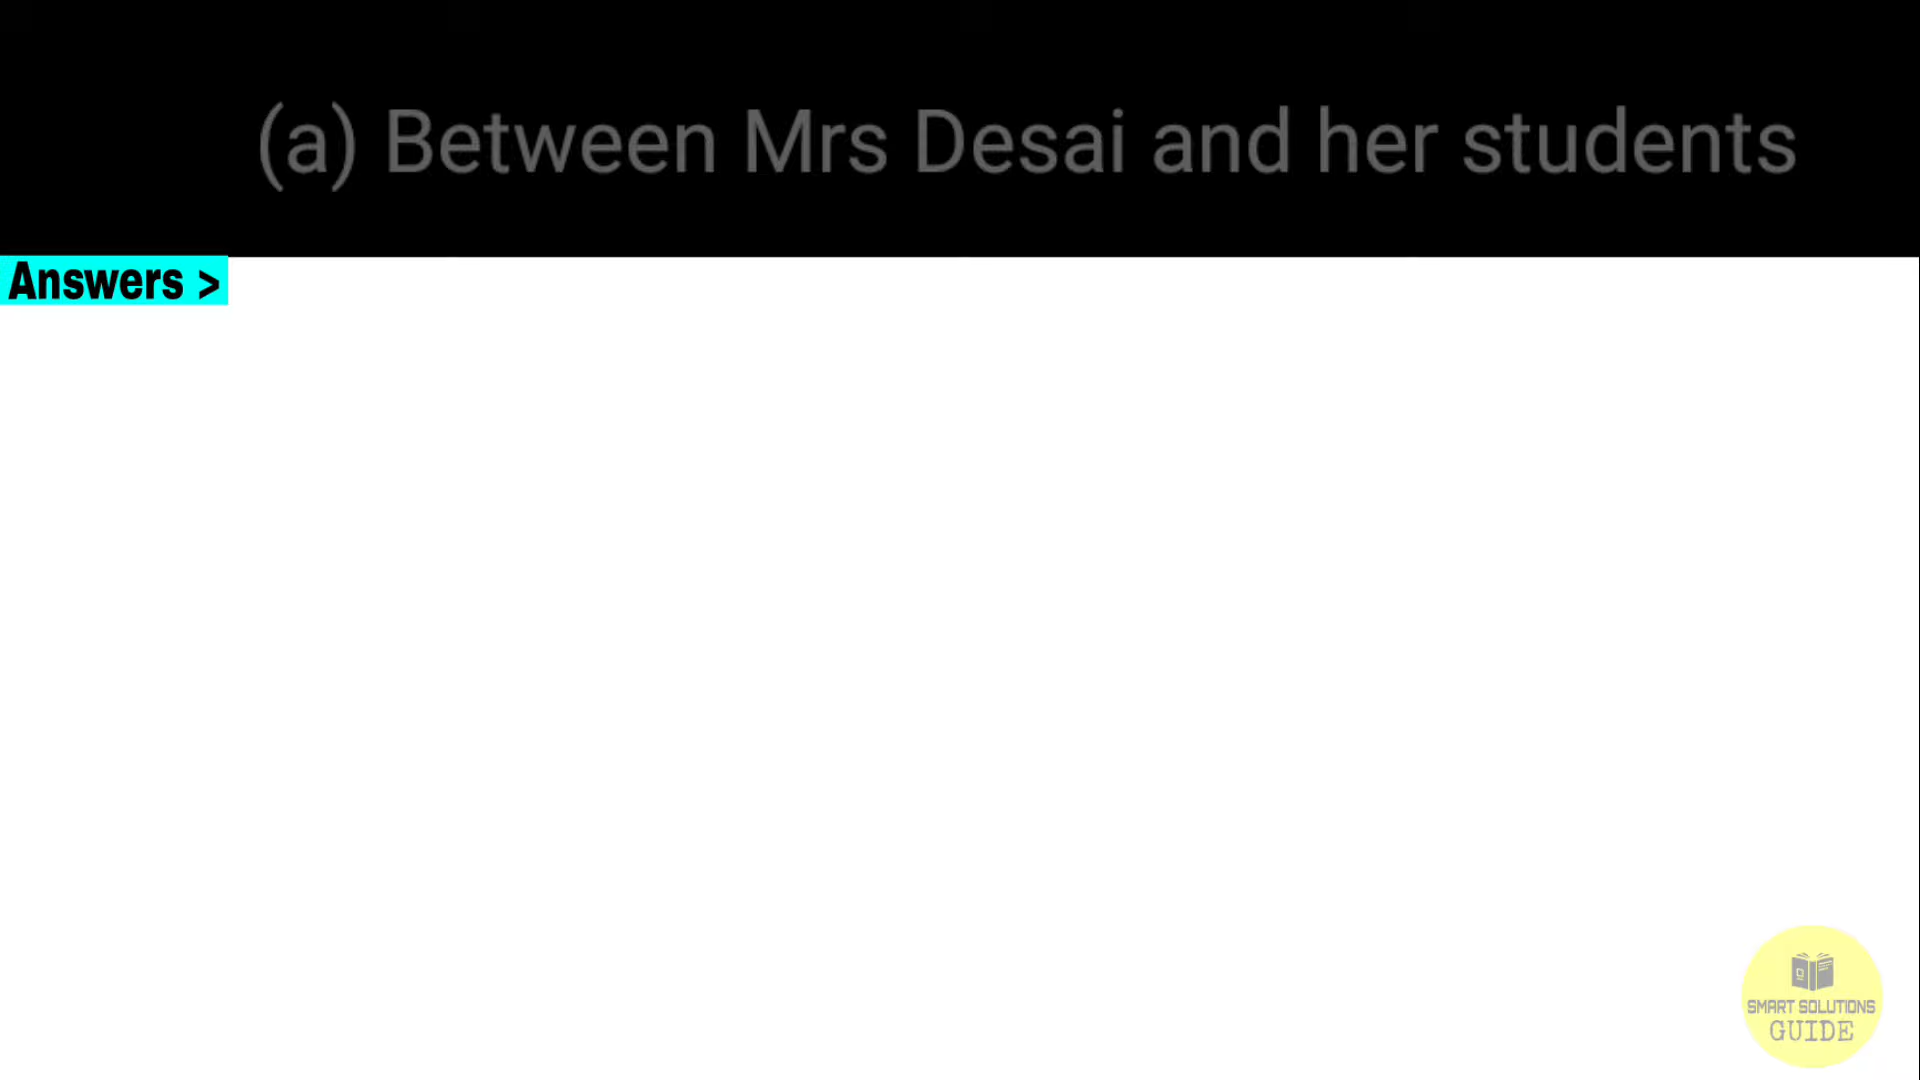 (a) Between Mrs Desai and her students
Answers >
SMART SOLUTIONS
GUIDE